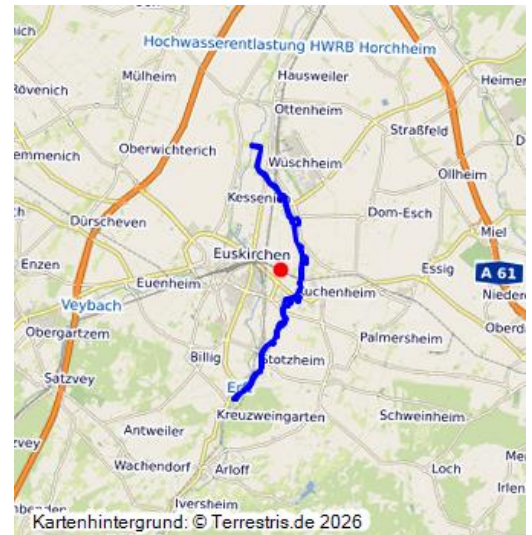 Hochwasserentlastung HWRB Horchheim
Mülheim
Hausweiler
Rövenich
Heimer
Ottenheim
Straßfeld
Oberwichterich
Wüschheim
Ollheim
Kessenich
Dom-Esch
Dürscheven
Miel
Euskirchen
Enzen
Essig
A 61
Euenheim
Kuchenheim
Niede
Veybach
Oberd
Obergartzem
Palmersheim
Billig
Stotzheim
Satzvey
Kreuzweingarten
Schweinheim
Antweiler
Wachendorf
Arloff
Loch
Iversheim
Kartenhintergrund: © Terrestris.de 2026